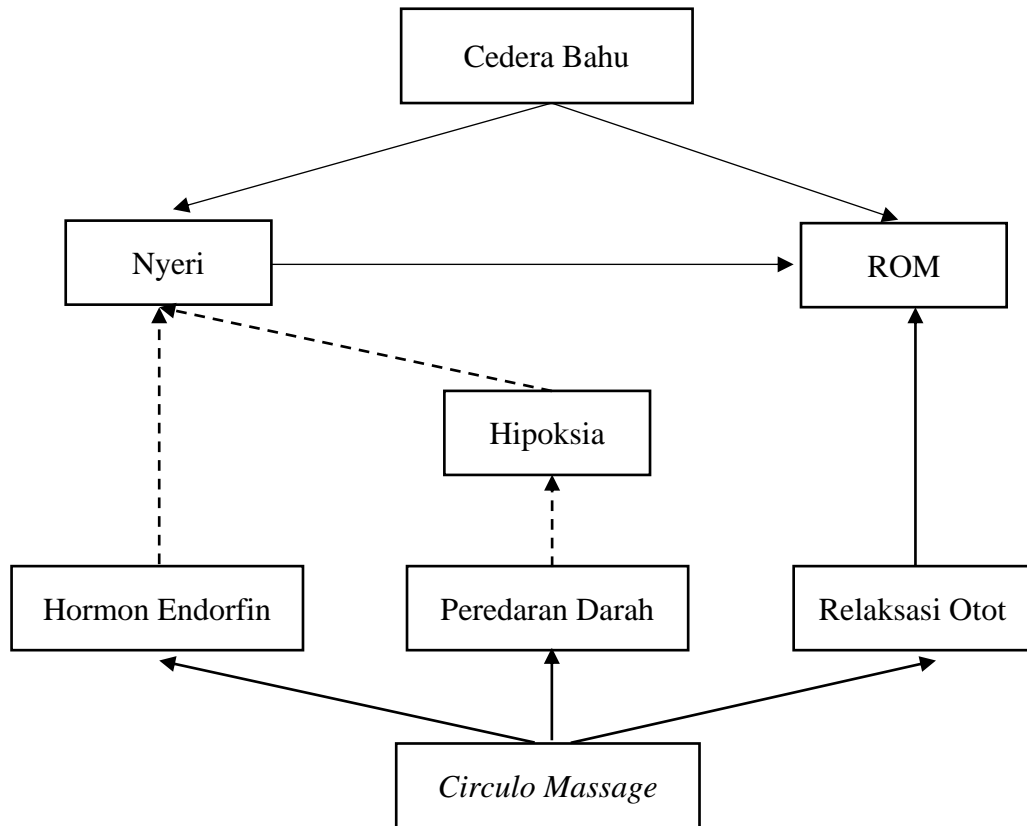 Cedera Bahu
Nyeri
ROM
Hipoksia
Hormon Endorfin
Peredaran Darah
Relaksasi Otot
Circulo Massage